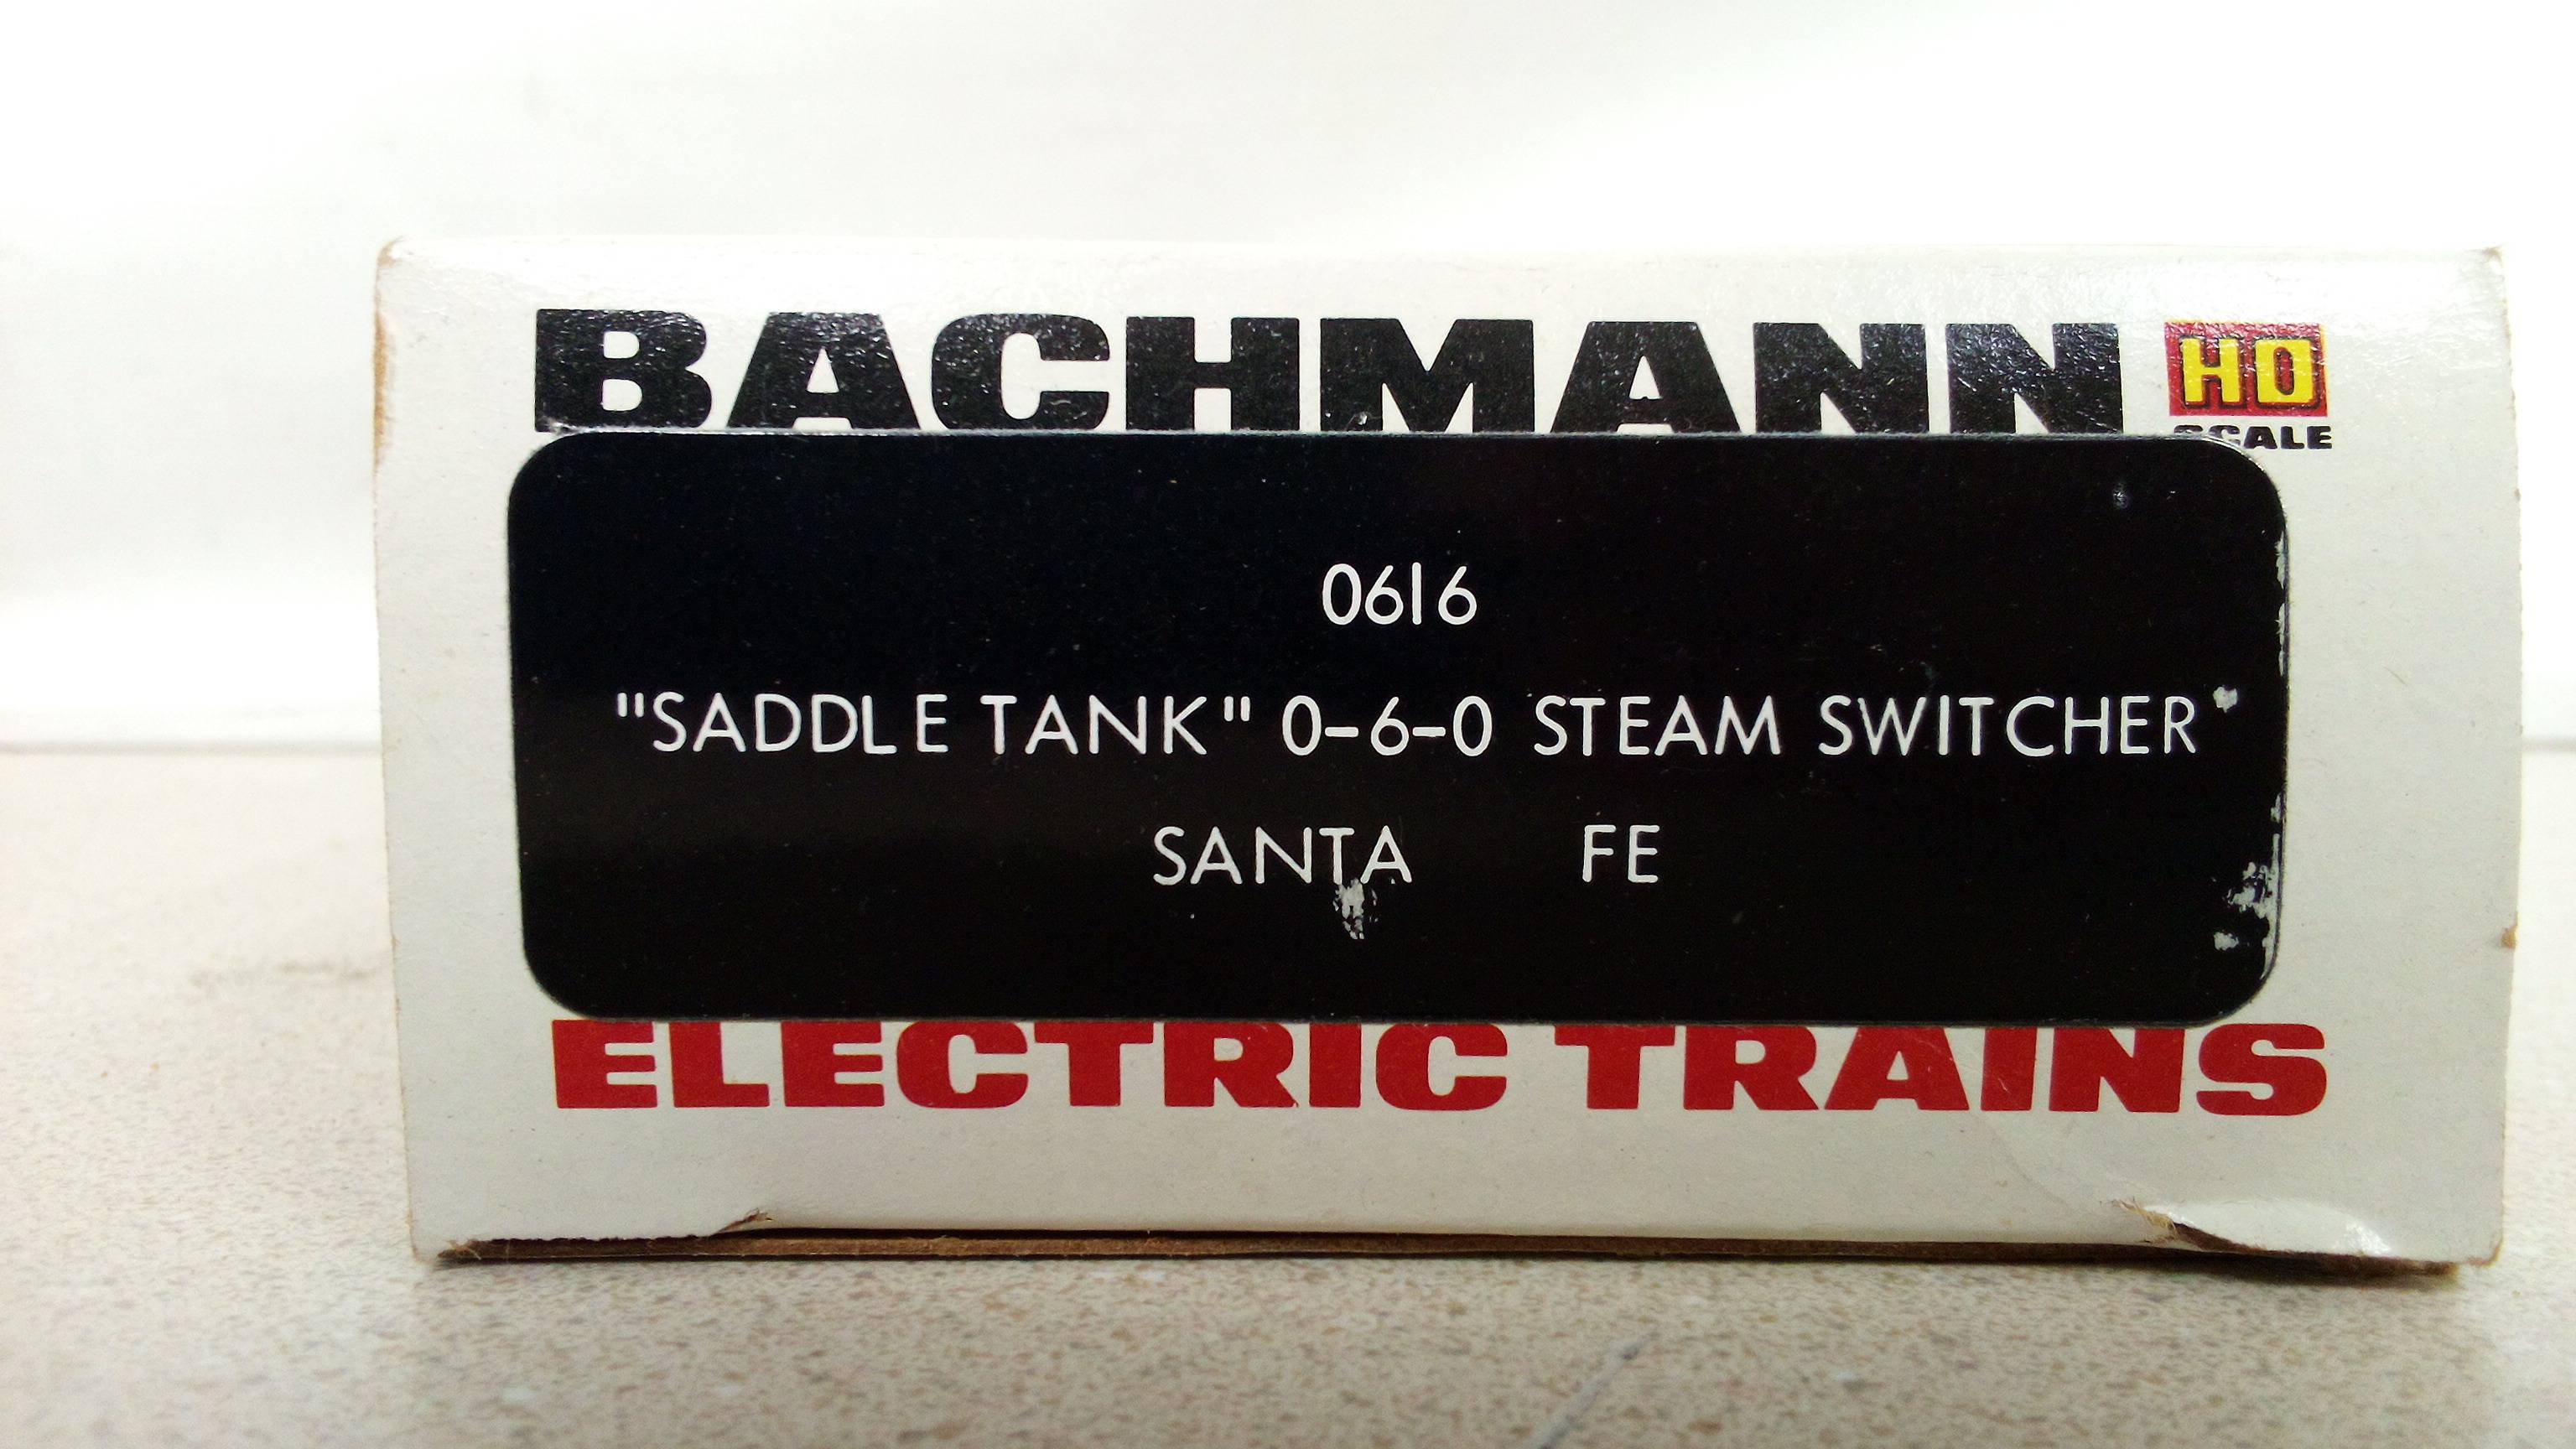 BACHMANN HO
SCALE
0616
"SADDLE TANK" 0-6-0 STEAM SWITCHER
SANTA FE
ELECTRIC TRAINS